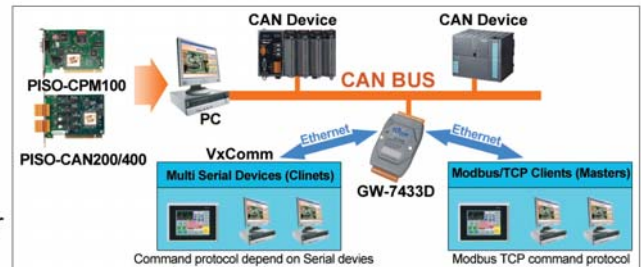 CAN Device
CAN Device
PISO-CPM100
CAN BUS
PC
PISO-CAN200/400
Ethernet
Ethernet
VxComm
GW-7433D
Multi Serial Devices (Clinets)
Modbus/TCP Clients (Masters)
Command protocol depend on Serial devies
Modbus TCP command protocol